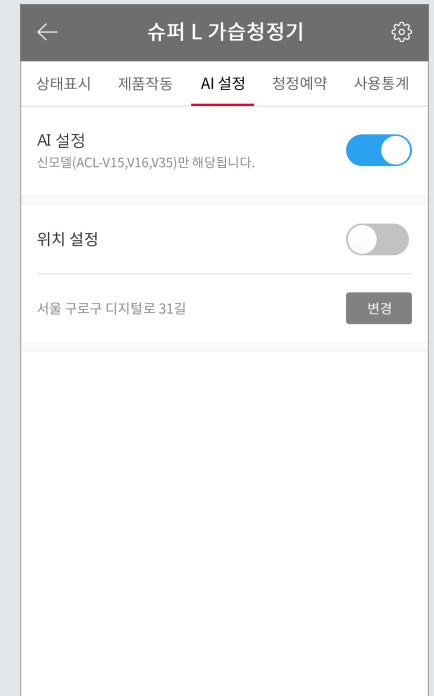 슈퍼 L 가습청정기
상태표시 제품작동 AI 설정 청정예약 사용통계
AI 설정
신모델(ACL-V15,V16,V35)만 해당됩니다.
위치 설정
서울 구로구 디지털로 31길
변경